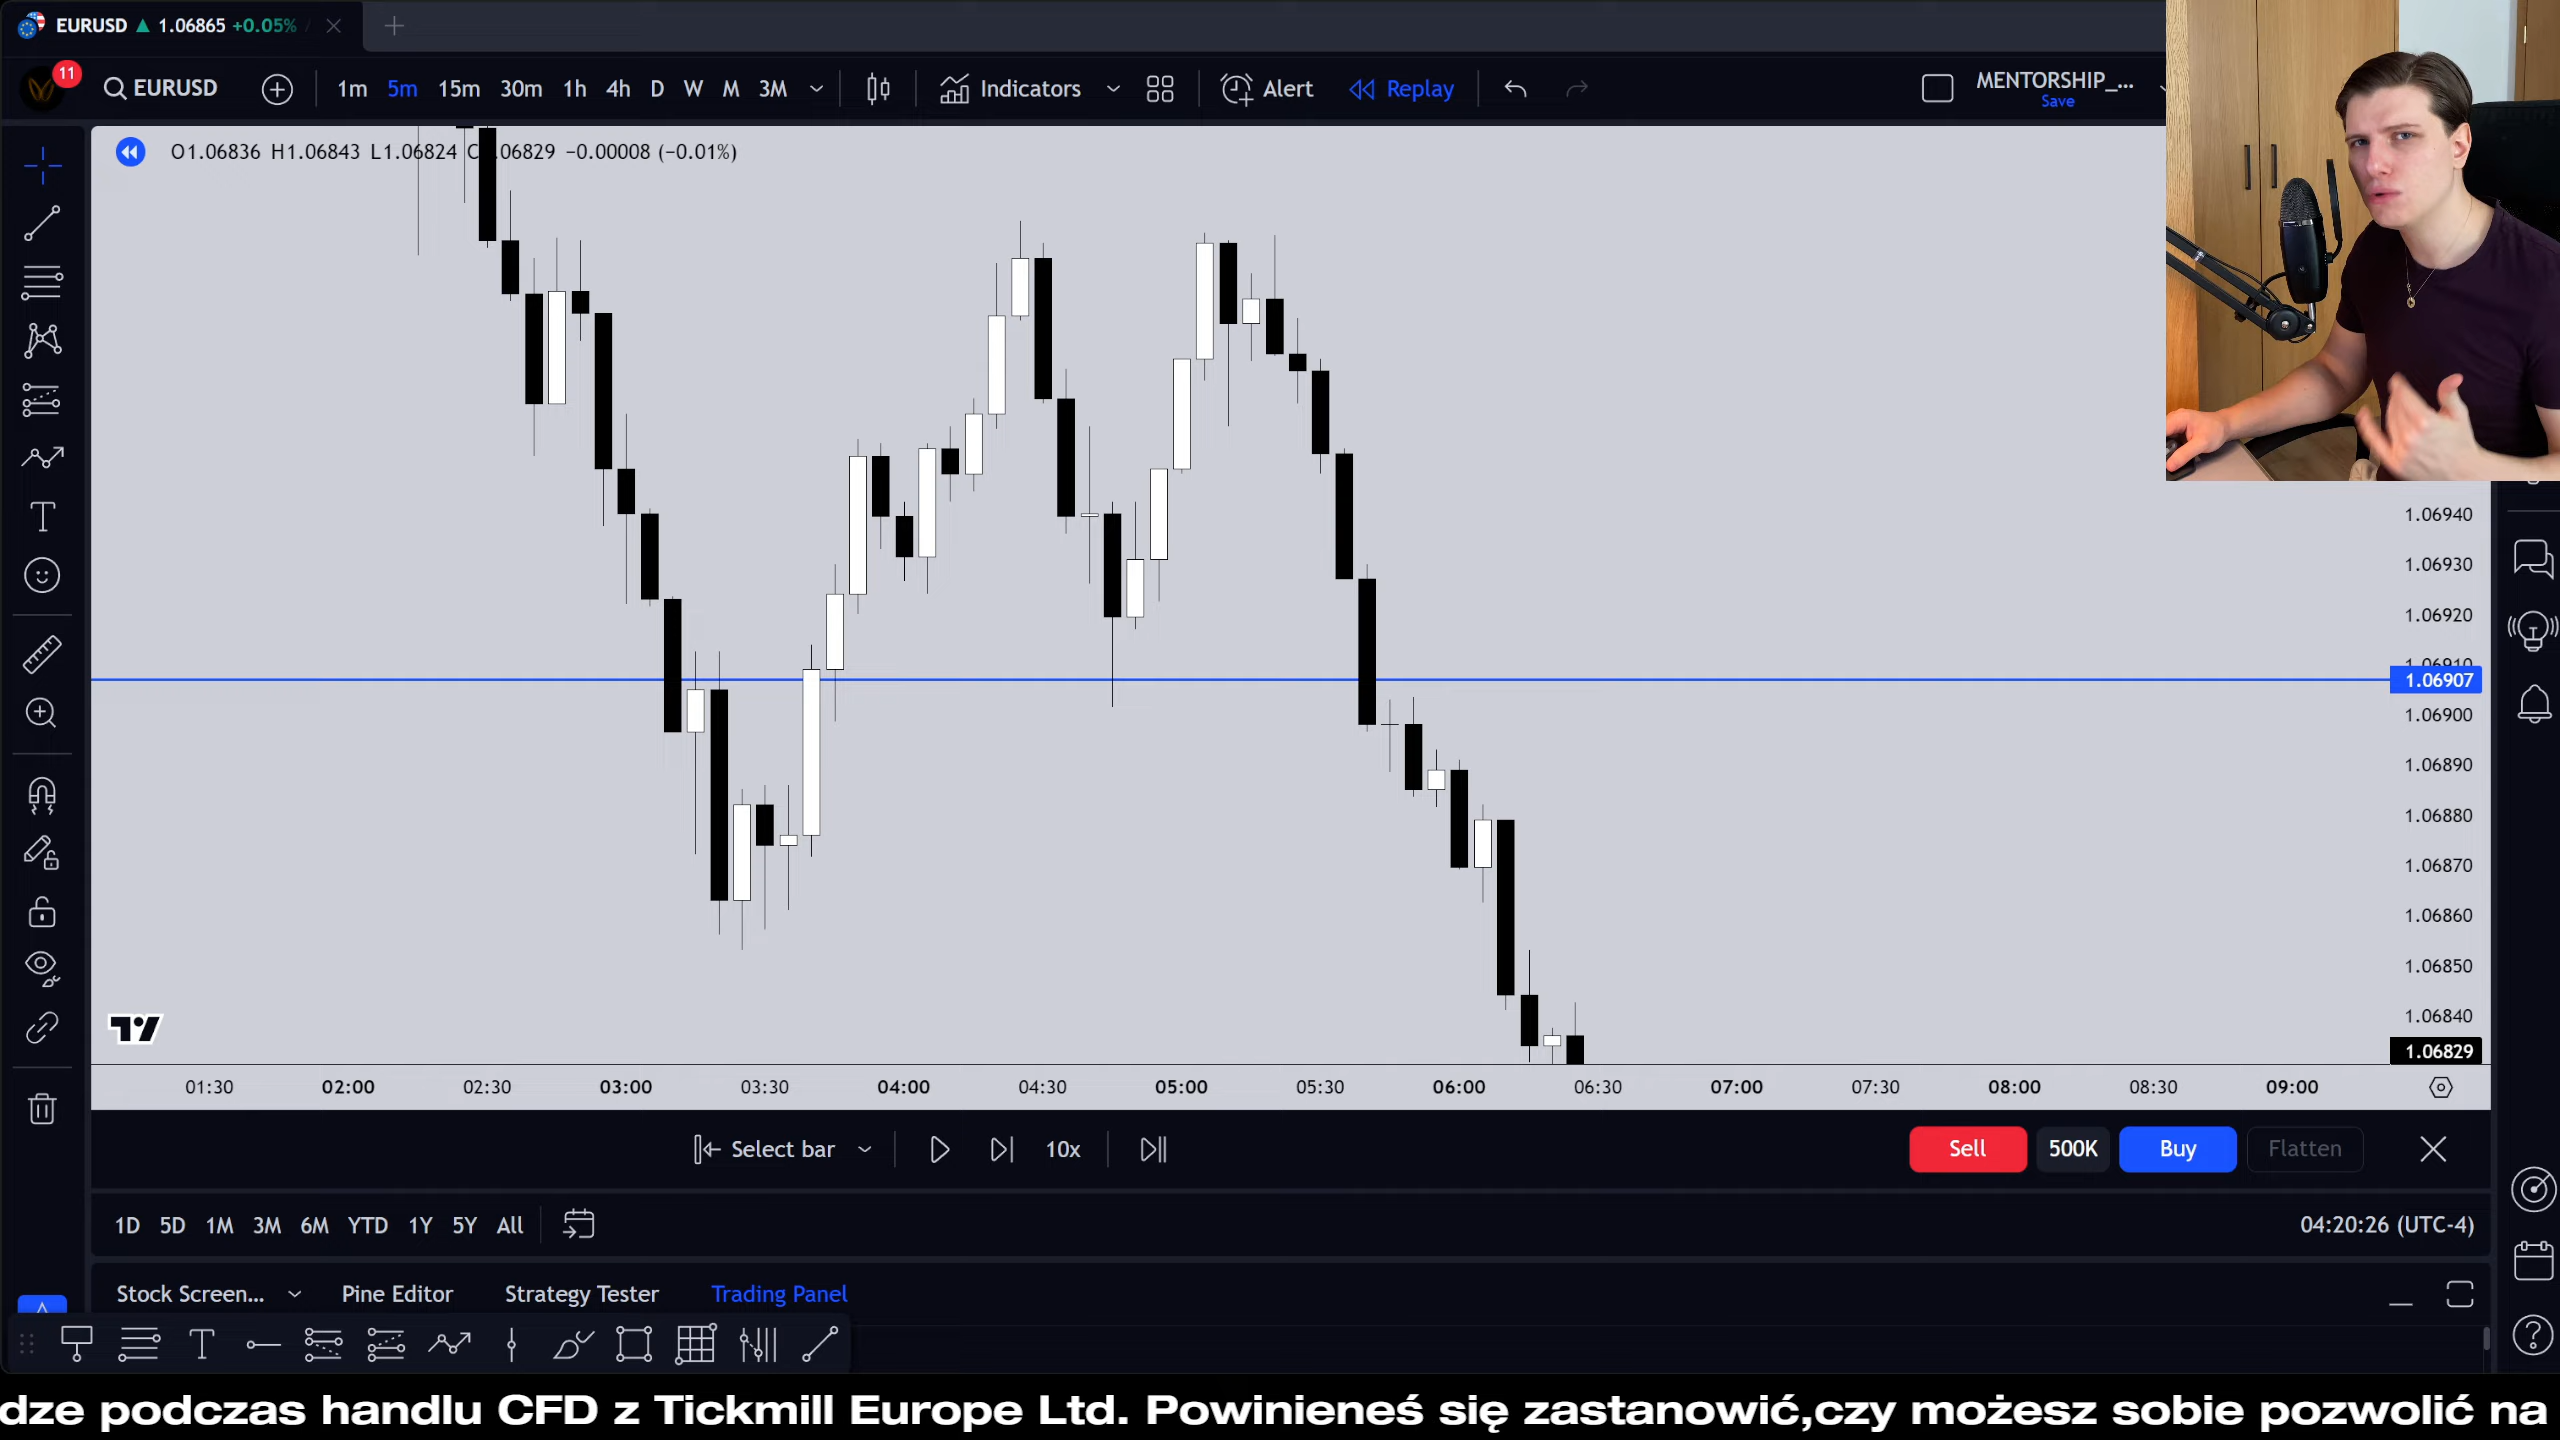 EURUSD 1.06865 +0.05%
11
EURUSD 1m 5m 15m 30m 1h 4h D W M 3M Indicators Alert Replay MENTORSHIP_...
Save
O1.06836 H1.06843 L1.06824 C 06829 −0.00008 (−0.01%)
1.06940
1.06930
1.06920
1.06910
1.06907
1.06900
1.06890
1.06880
1.06870
1.06860
1.06850
1.06840
1.06829
01:30 02:00 02:30 03:00 03:30 04:00 04:30 05:00 05:30 06:00 06:30 07:00 07:30 08:00 08:30 09:00
Select bar 10x Sell 500K Buy Flatten
1D 5D 1M 3M 6M YTD 1Y 5Y All 04:20:26 (UTC-4)
Stock Screen... Pine Editor Strategy Tester Trading Panel
dze podczas handlu CFD z Tickmill Europe Ltd. Powinieneś się zastanowić,czy możesz sobie pozwolić na